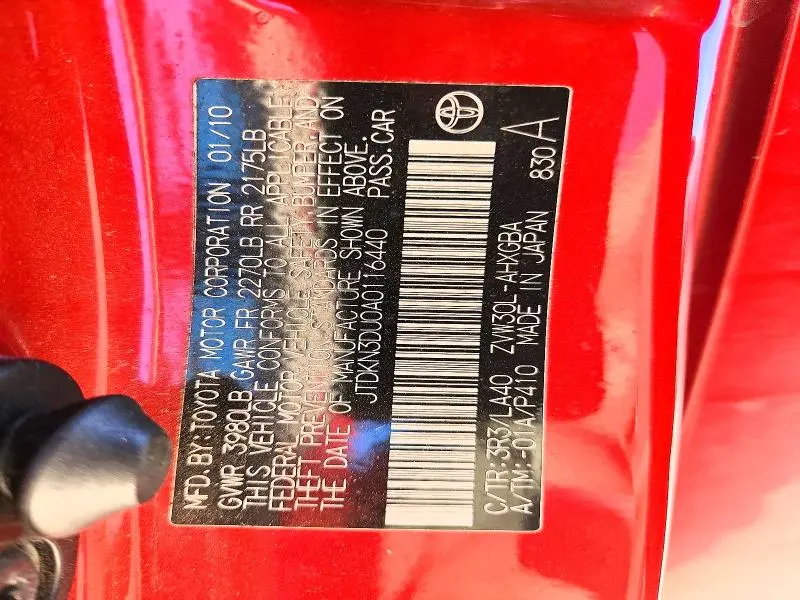 MFD. BY: TOYOTA MOTOR CORPORATION 01/10
GVWR 3980LB GAWR FR 2270LB RR 2175LB
THIS VEHICLE CONFORMS TO ALL APPLICABLE
FEDERAL MOTOR VEHICLE SAFETY, BUMPER, AND
THEFT PREVENTION STANDARDS IN EFFECT ON
THE DATE OF MANUFACTURE SHOWN ABOVE.
JTDKN3DU0A0116440 PASS. CAR
C/TR: 3R3/LA40 ZVW30L-AHXGBA
A/TM: -01A/P410 MADE IN JAPAN 830 A